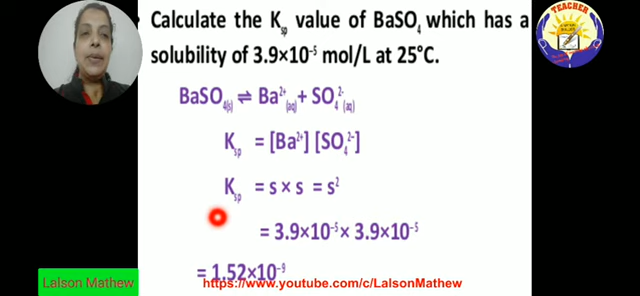 Calculate the Kₛₚ value of BaSO₄ which has a
solubility of 3.9×10⁻⁵ mol/L at 25°C.
TEACHER
BaSO₄₍ₛ₎ ⇌ Ba²⁺₍aq₎ + SO₄²⁻₍aq₎
Kₛₚ = [Ba²⁺] [SO₄²⁻]
Kₛₚ = s × s = s²
= 3.9×10⁻⁵ × 3.9×10⁻⁵
= 1.52×10⁻⁹
Lalson Mathew
https://www.youtube.com/c/LalsonMathew